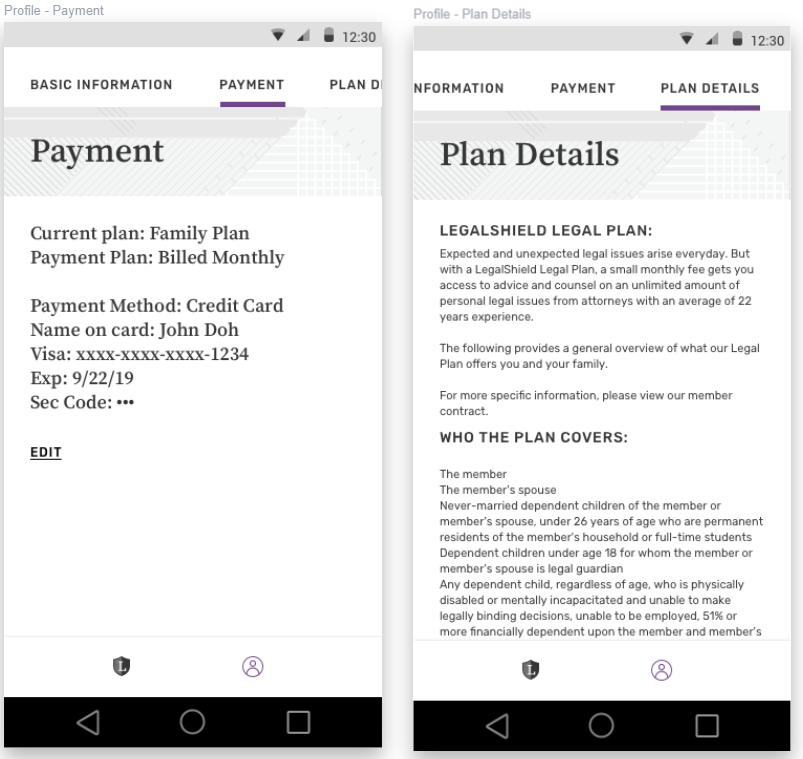 Profile - Payment
12:30
BASIC INFORMATION PAYMENT PLAN D
Payment
Current plan: Family Plan
Payment Plan: Billed Monthly
Payment Method: Credit Card
Name on card: John Doh
Visa: xxxx-xxxx-xxxx-1234
Exp: 9/22/19
Sec Code: •••
EDIT
L
Profile - Plan Details
12:30
NFORMATION PAYMENT PLAN DETAILS
Plan Details
LEGALSHIELD LEGAL PLAN:
Expected and unexpected legal issues arise everyday. But
with a LegalShield Legal Plan, a small monthly fee gets you
access to advice and counsel on an unlimited amount of
personal legal issues from attorneys with an average of 22
years experience.
The following provides a general overview of what our Legal
Plan offers you and your family.
For more specific information, please view our member
contract.
WHO THE PLAN COVERS:
The member
The member's spouse
Never-married dependent children of the member or
member's spouse, under 26 years of age who are permanent
residents of the member's household or full-time students
Dependent children under age 18 for whom the member or
member's spouse is legal guardian
Any dependent child, regardless of age, who is physically
disabled or mentally incapacitated and unable to make
legally binding decisions, unable to be employed, 51% or
more financially dependent upon the member and member's
L